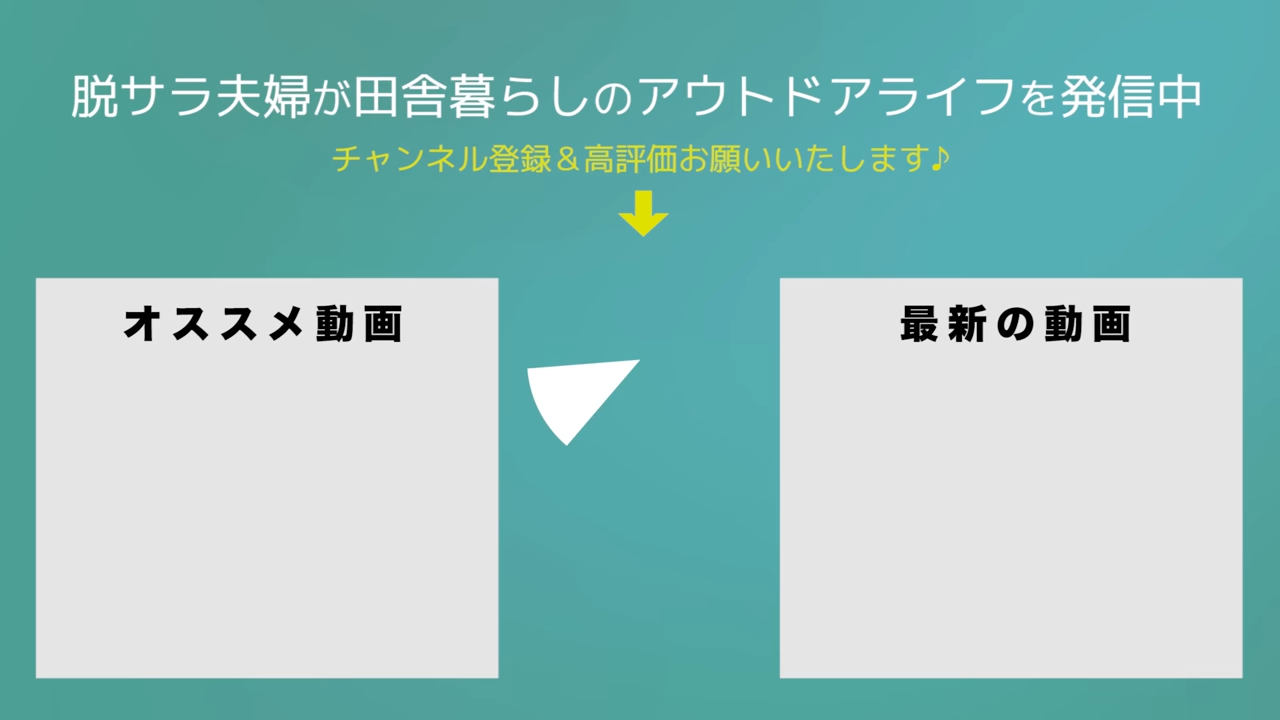 脱サラ夫婦が田舎暮らしのアウトドアライフを発信中
チャンネル登録＆高評価お願いいたします♪
オススメ動画
最新の動画